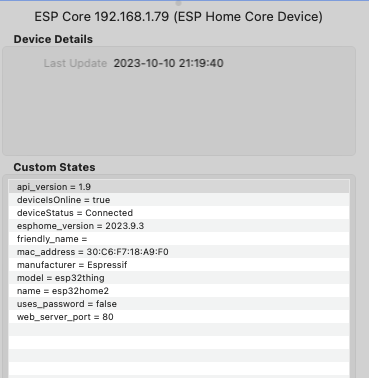 ESP Core 192.168.1.79 (ESP Home Core Device)
Device Details
Last Update 2023-10-10 21:19:40
Custom States
api_version = 1.9
deviceIsOnline = true
deviceStatus = Connected
esphome_version = 2023.9.3
friendly_name =
mac_address = 30:C6:F7:18:A9:F0
manufacturer = Espressif
model = esp32thing
name = esp32home2
uses_password = false
web_server_port = 80